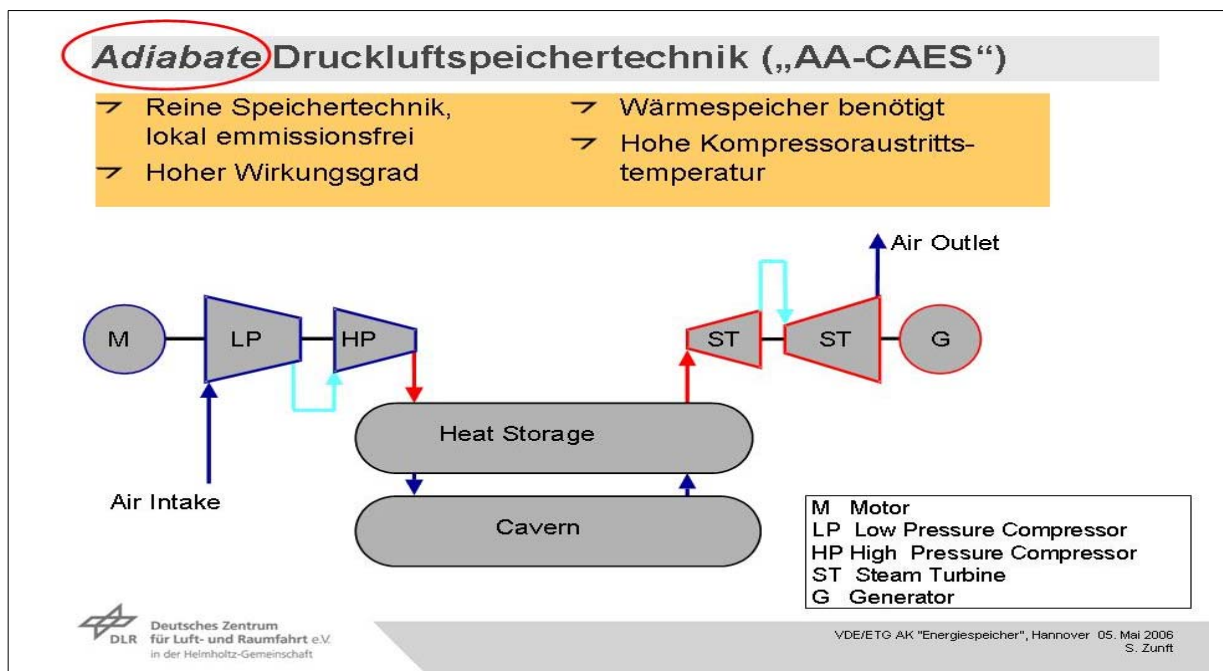 Adiabate Druckluftspeichertechnik („AA-CAES“)
Reine Speichertechnik,
lokal emmissionsfrei
Hoher Wirkungsgrad
Wärmespeicher benötigt
Hohe Kompressoraustritts-
temperatur
Air Outlet
M
LP
HP
ST
ST
G
Heat Storage
Air Intake
Cavern
M Motor
LP Low Pressure Compressor
HP High Pressure Compressor
ST Steam Turbine
G Generator
DLR
Deutsches Zentrum
für Luft- und Raumfahrt e.V.
in der Helmholtz-Gemeinschaft
VDE/ETG AK "Energiespeicher", Hannover 05. Mai 2006
S. Zunft